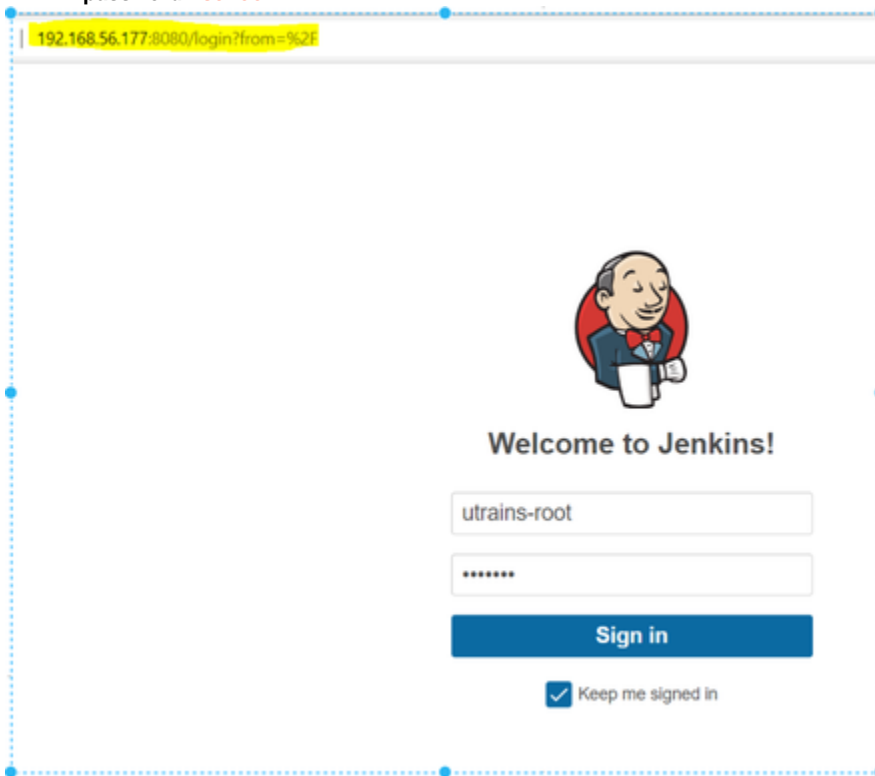 192.168.56.177:8080/login?from=%2F
Welcome to Jenkins!
utrains-root
•••••••
Sign in
Keep me signed in